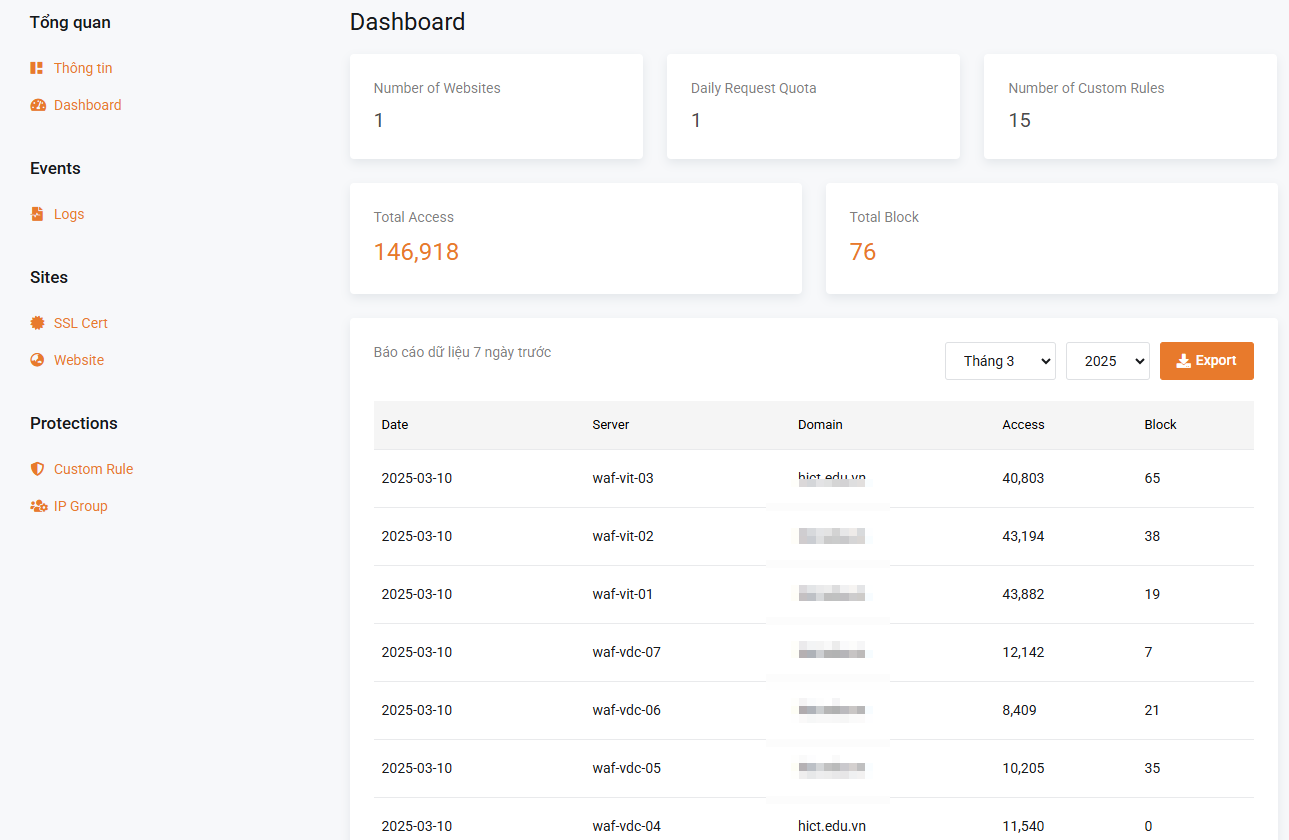 Tổng quan
Thông tin
Dashboard
Events
Logs
Sites
SSL Cert
Website
Protections
Custom Rule
IP Group
Dashboard
Number of Websites
1
Daily Request Quota
1
Number of Custom Rules
15
Total Access
146,918
Total Block
76
Báo cáo dữ liệu 7 ngày trước
Tháng 3 2025 Export
Date Server Domain Access Block
2025-03-10 waf-vit-03 hict.edu.vn 40,803 65
2025-03-10 waf-vit-02 43,194 38
2025-03-10 waf-vit-01 43,882 19
2025-03-10 waf-vdc-07 12,142 7
2025-03-10 waf-vdc-06 8,409 21
2025-03-10 waf-vdc-05 10,205 35
2025-03-10 waf-vdc-04 hict.edu.vn 11,540 0